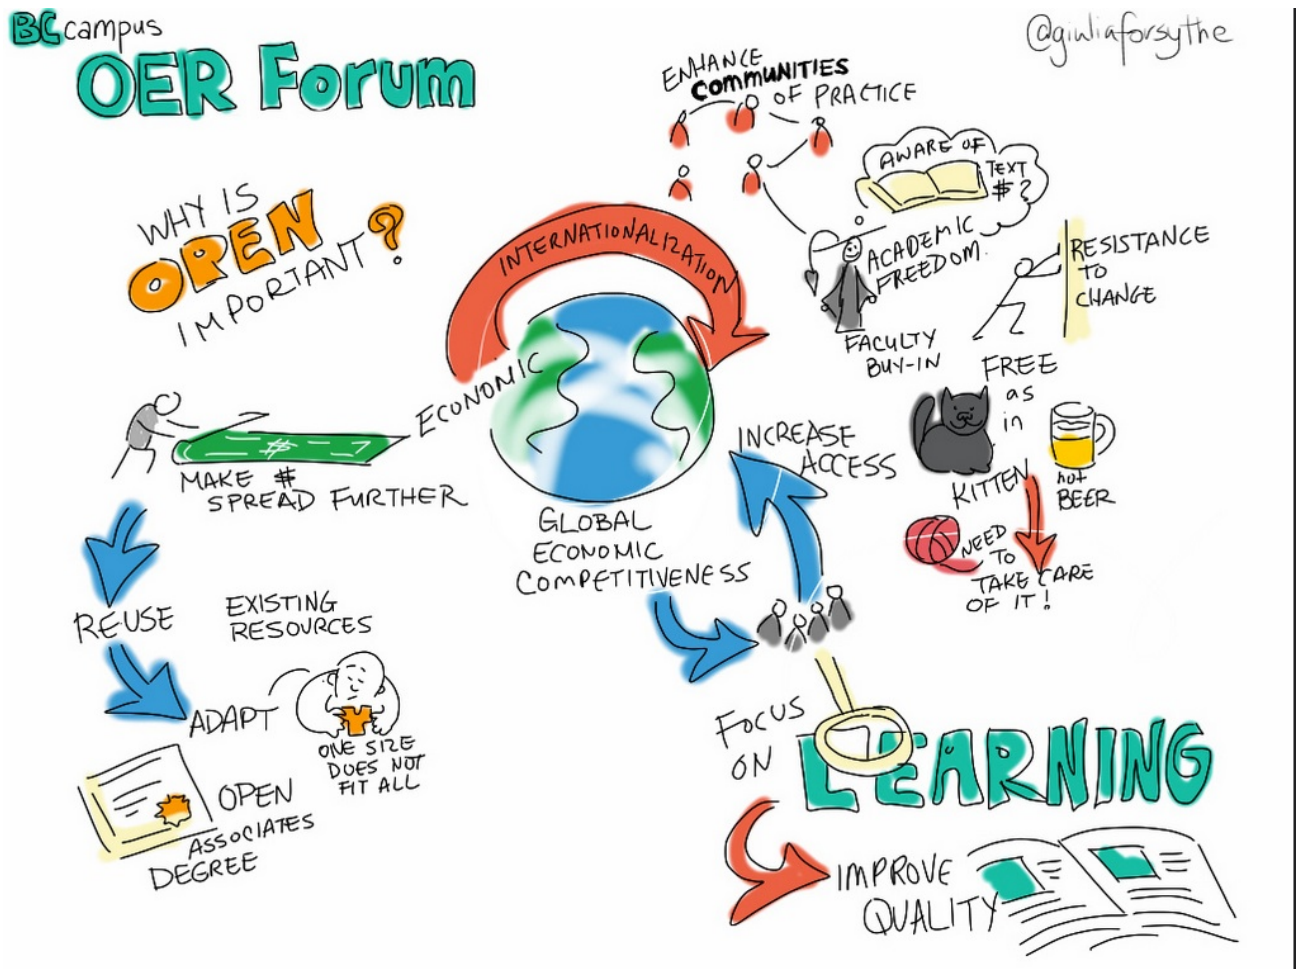 BCcampus
OER Forum
@giuliaforsythe
WHY IS
OPEN
IMPORTANT?
ENHANCE
COMMUNITIES
OF PRACTICE
AWARE OF
TEXT
$?
INTERNATIONALIZATION
ACADEMIC
FREEDOM.
FACULTY
BUY-IN
RESISTANCE
TO
CHANGE
ECONOMIC
$
MAKE $
SPREAD FURTHER
GLOBAL
ECONOMIC
COMPETITIVENESS
INCREASE
ACCESS
FREE
as
in
KITTEN
not
BEER
NEED
TO
TAKE CARE
OF IT!
REUSE
EXISTING
RESOURCES
ADAPT
ONE SIZE
DOES NOT
FIT ALL
OPEN
ASSOCIATES
DEGREE
FOCUS
ON
LEARNING
IMPROVE
QUALITY